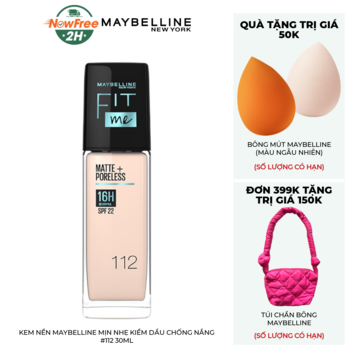 NowFree
2H
MAYBELLINE
NEW YORK
QUÀ TẶNG TRỊ GIÁ
50K
BÔNG MÚT MAYBELLINE
(MÀU NGẪU NHIÊN)
(SỐ LƯỢNG CÓ HẠN)
ĐƠN 399K TẶNG
TRỊ GIÁ 150K
TÚI CHẦN BÔNG
MAYBELLINE
(SỐ LƯỢNG CÓ HẠN)
MAYBELLINE
NEW YORK
FIT
me
MATTE +
PORELESS
16H
SPF 22
112
KEM NỀN MAYBELLINE MỊN NHẸ KIỀM DẦU CHỐNG NẮNG
#112 30ML